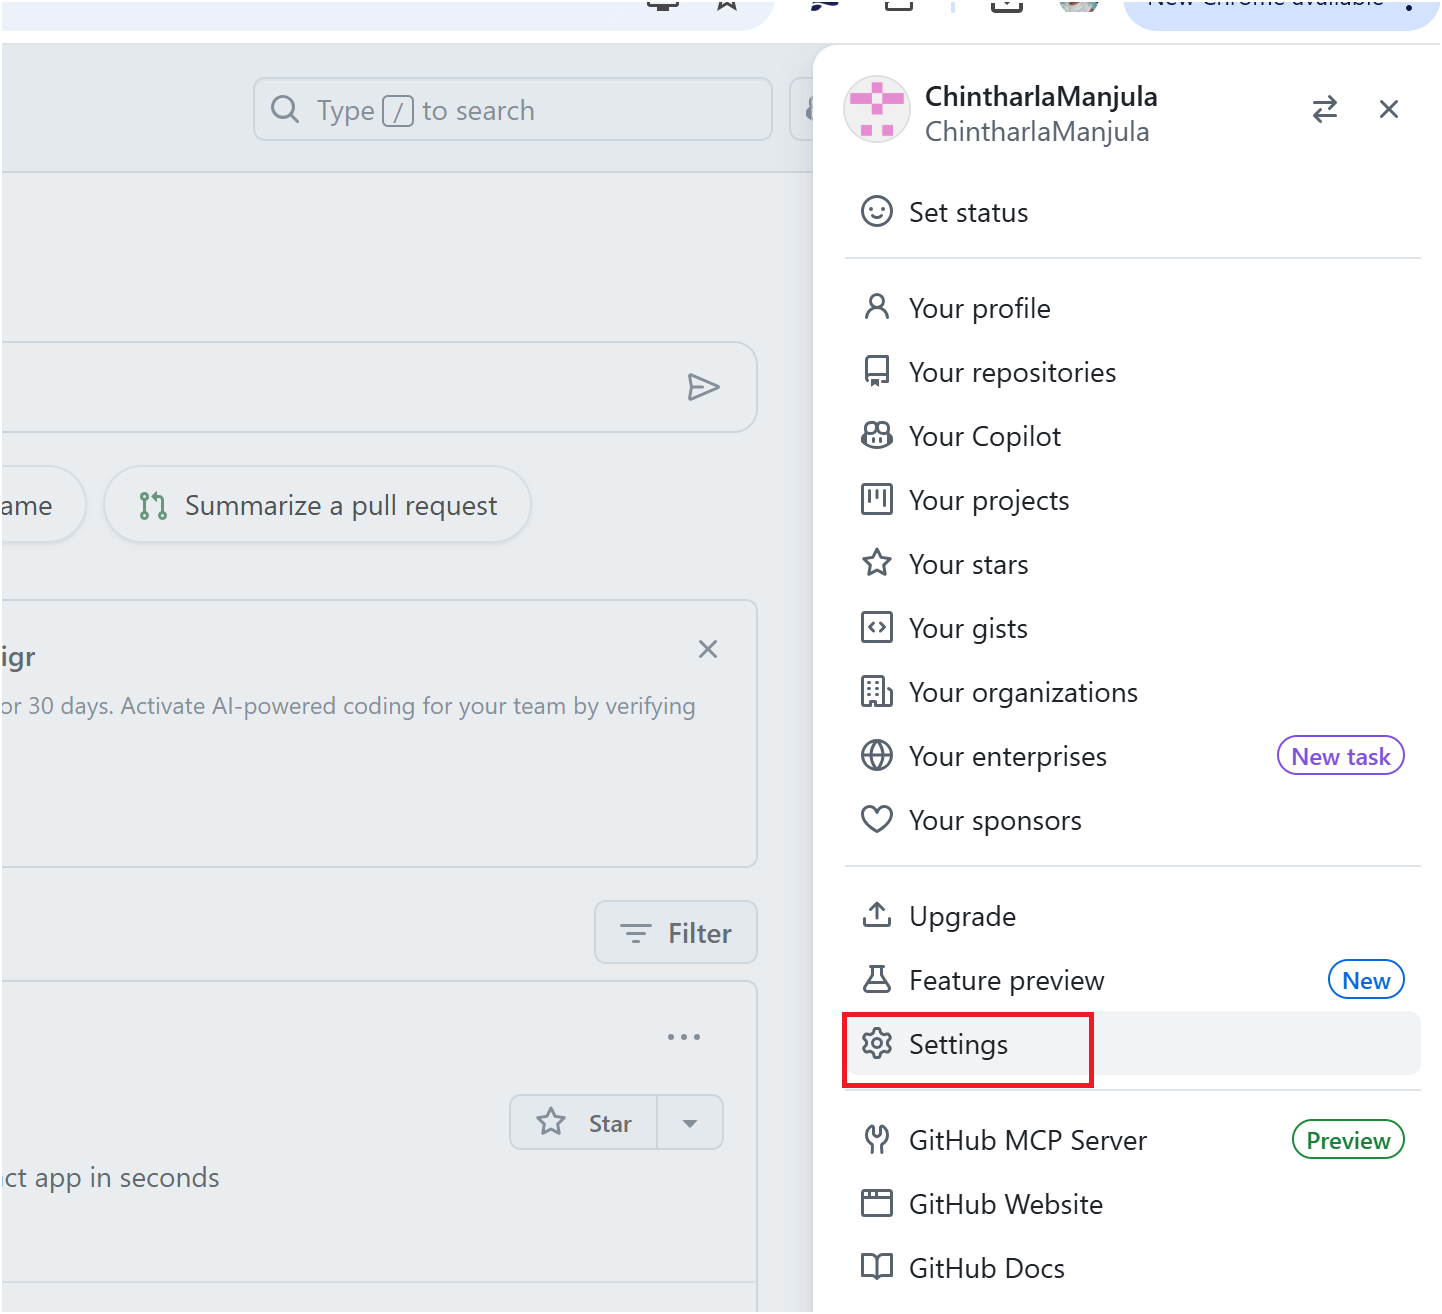 New Chrome available
Type / to search
ChintharlaManjula
ChintharlaManjula
Set status
Your profile
Your repositories
Your Copilot
Your projects
Your stars
Your gists
Your organizations
Your enterprises
New task
Your sponsors
Upgrade
Feature preview
New
Settings
GitHub MCP Server
Preview
GitHub Website
GitHub Docs
ame
Summarize a pull request
igr
or 30 days. Activate AI-powered coding for your team by verifying
Filter
Star
ct app in seconds